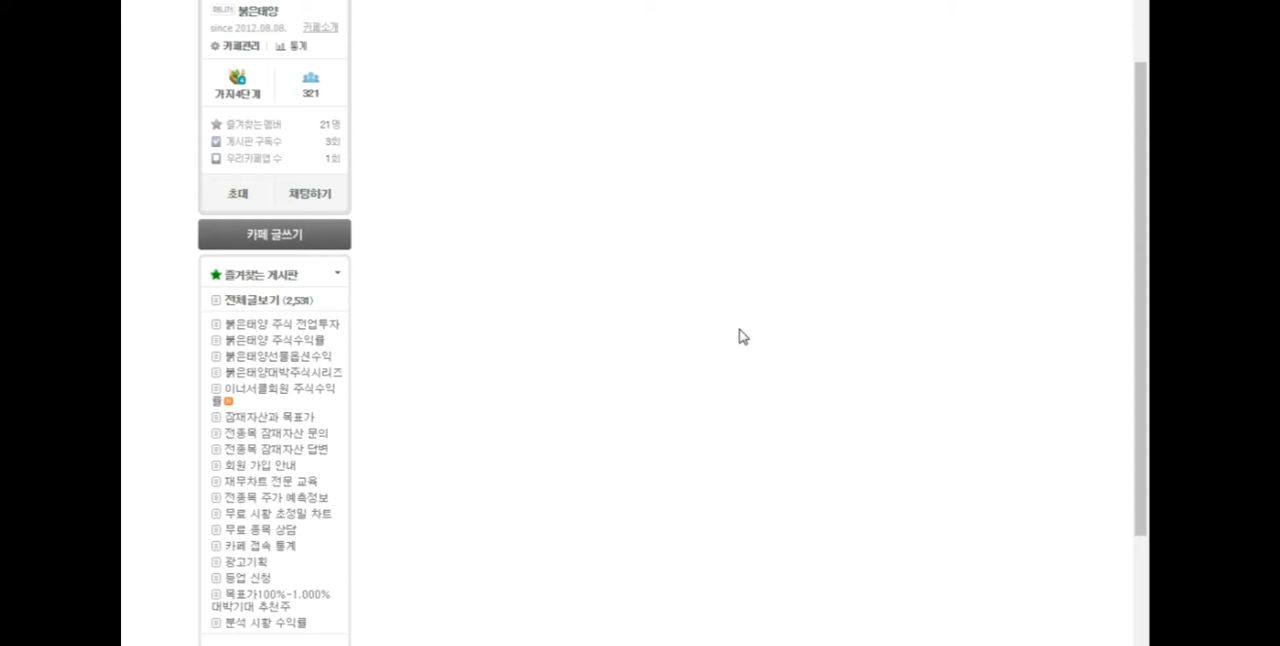 매니저 붉은태양
since 2012.08.08. 카페소개
카페관리 통계
가지4단계 321
즐겨찾는 멤버 21명
게시판 구독수 3회
우리카페앱 수 1회
초대 채팅하기
카페 글쓰기
즐겨찾는 게시판
전체글보기 (2,531)
붉은태양 주식 전업투자
붉은태양 주식수익률
붉은태양선물옵션수익
붉은태양대박주식시리즈
이너서클회원 주식수익
률
잠재자산과 목표가
전종목 잠재자산 문의
전종목 잠재자산 답변
회원 가입 안내
재무차트 전문 교육
전종목 주가 예측정보
무료 시황 초정밀 차트
무료 종목 상담
카페 접속 통계
광고기획
등업 신청
목표가100%-1.000%
대박기대 추천주
분석 시황 수익률